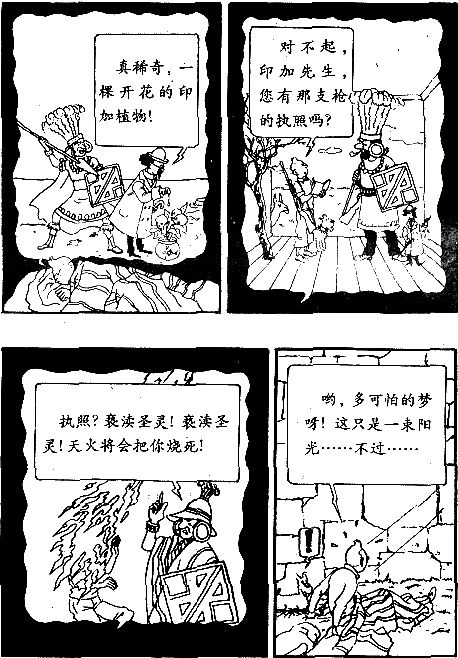 真稀奇，一
棵开花的印
加植物！
对不起，
印加先生，
您有那支枪
的执照吗？
执照？亵渎圣灵！亵渎圣
灵！天火将会把你烧死！
哟，多可怕的梦
呀！这只是一束阳
光……不过……
！